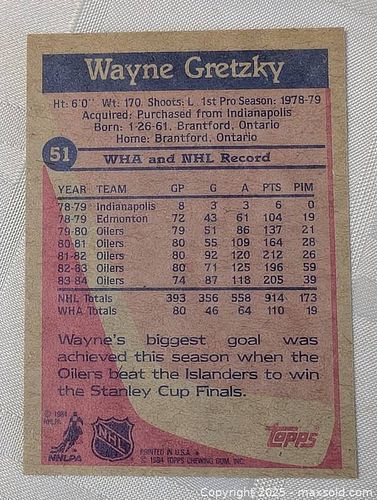 Wayne Gretzky
Ht: 6'0" Wt: 170 Shoots: L 1st Pro Season: 1978-79
Acquired: Purchased from Indianapolis
Born: 1-26-61, Brantford, Ontario
Home: Brantford, Ontario
51
WHA and NHL Record
YEAR TEAM GP G A PTS PIM
78-79 Indianapolis 8 3 3 6 0
78-79 Edmonton 72 43 61 104 19
79-80 Oilers 79 51 86 137 21
80-81 Oilers 80 55 109 164 28
81-82 Oilers 80 92 120 212 26
82-83 Oilers 80 71 125 196 59
83-84 Oilers 74 87 118 205 39
NHL Totals 393 356 558 914 173
WHA Totals 80 46 64 110 19
Wayne's biggest goal was
achieved this season when the
Oilers beat the Islanders to win
the Stanley Cup Finals.
© 1984
NHLPA
NHLPA
NHL
PRINTED IN U.S.A.
© 1984 TOPPS CHEWING GUM, INC.
topps
Copyright 2025 - maxsold.com